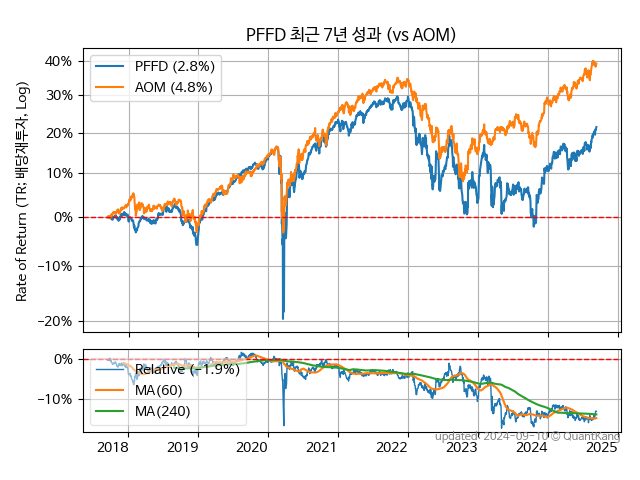 PFFD 최근 7년 성과 (vs AOM)
Rate of Return (TR: 배당재투자, Log)
40%
30%
20%
10%
0%
−10%
−20%
PFFD (2.8%)
AOM (4.8%)
0%
−10%
Relative (−1.9%)
MA(60)
MA(240)
updated: 2024-09-10 © QuantKang
2018 2019 2020 2021 2022 2023 2024 2025